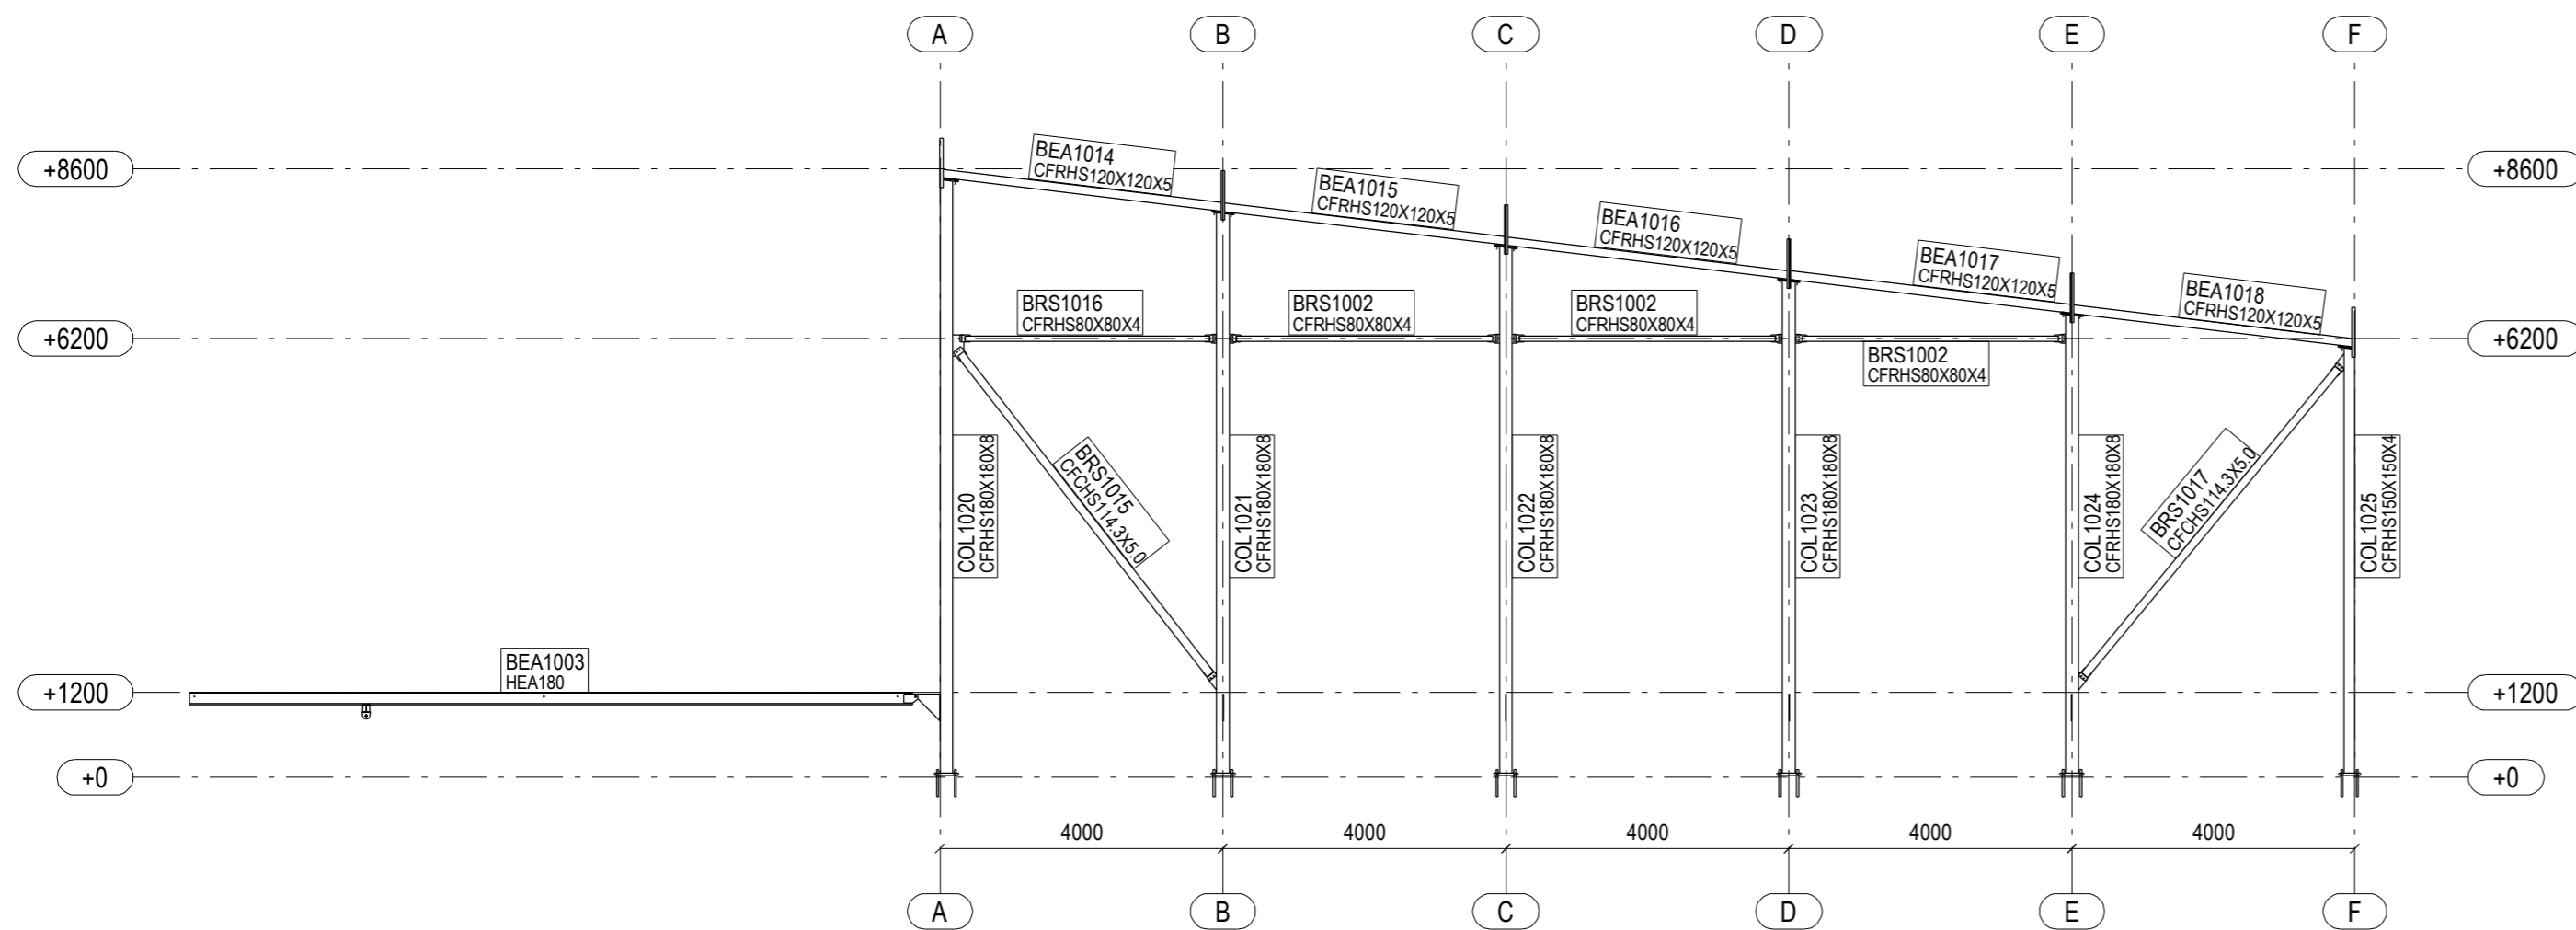 A B C D E F
+8600 +8600
BEA1014
CFRHS120X120X5
BEA1015
CFRHS120X120X5
BEA1016
CFRHS120X120X5
BEA1017
CFRHS120X120X5
BEA1018
CFRHS120X120X5
+6200 +6200
BRS1016
CFRHS80X80X4
BRS1002
CFRHS80X80X4
BRS1002
CFRHS80X80X4
BRS1002
CFRHS80X80X4
COL1020
CFRHS180X180X8
BRS1015
CFCHS114.3X5.0
COL1021
CFRHS180X180X8
COL1022
CFRHS180X180X8
COL1023
CFRHS180X180X8
COL1024
CFRHS180X180X8
BRS1017
CFCHS114.3X5.0
COL1025
CFRHS150X150X4
BEA1003
HEA180
+1200 +1200
+0 +0
4000 4000 4000 4000 4000
A B C D E F